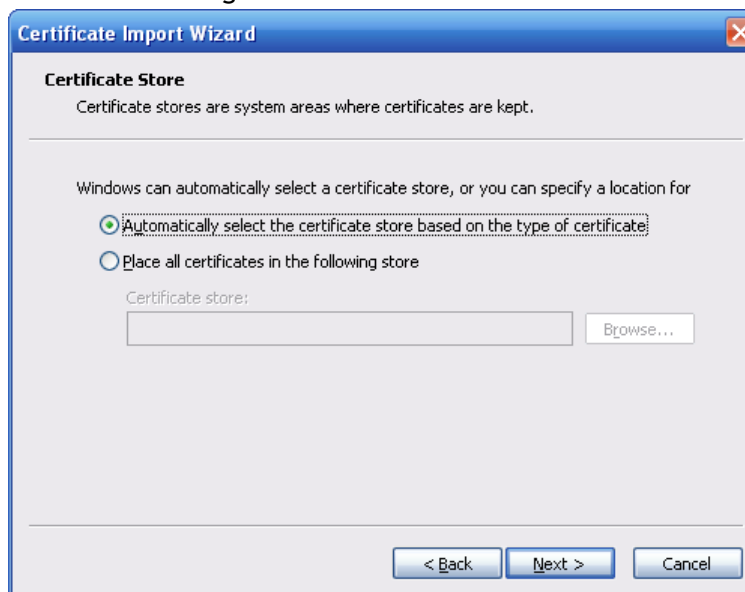 Certificate Import Wizard
Certificate Store
Certificate stores are system areas where certificates are kept.
Windows can automatically select a certificate store, or you can specify a location for
Automatically select the certificate store based on the type of certificate
Place all certificates in the following store
Certificate store:
Browse...
< Back Next > Cancel